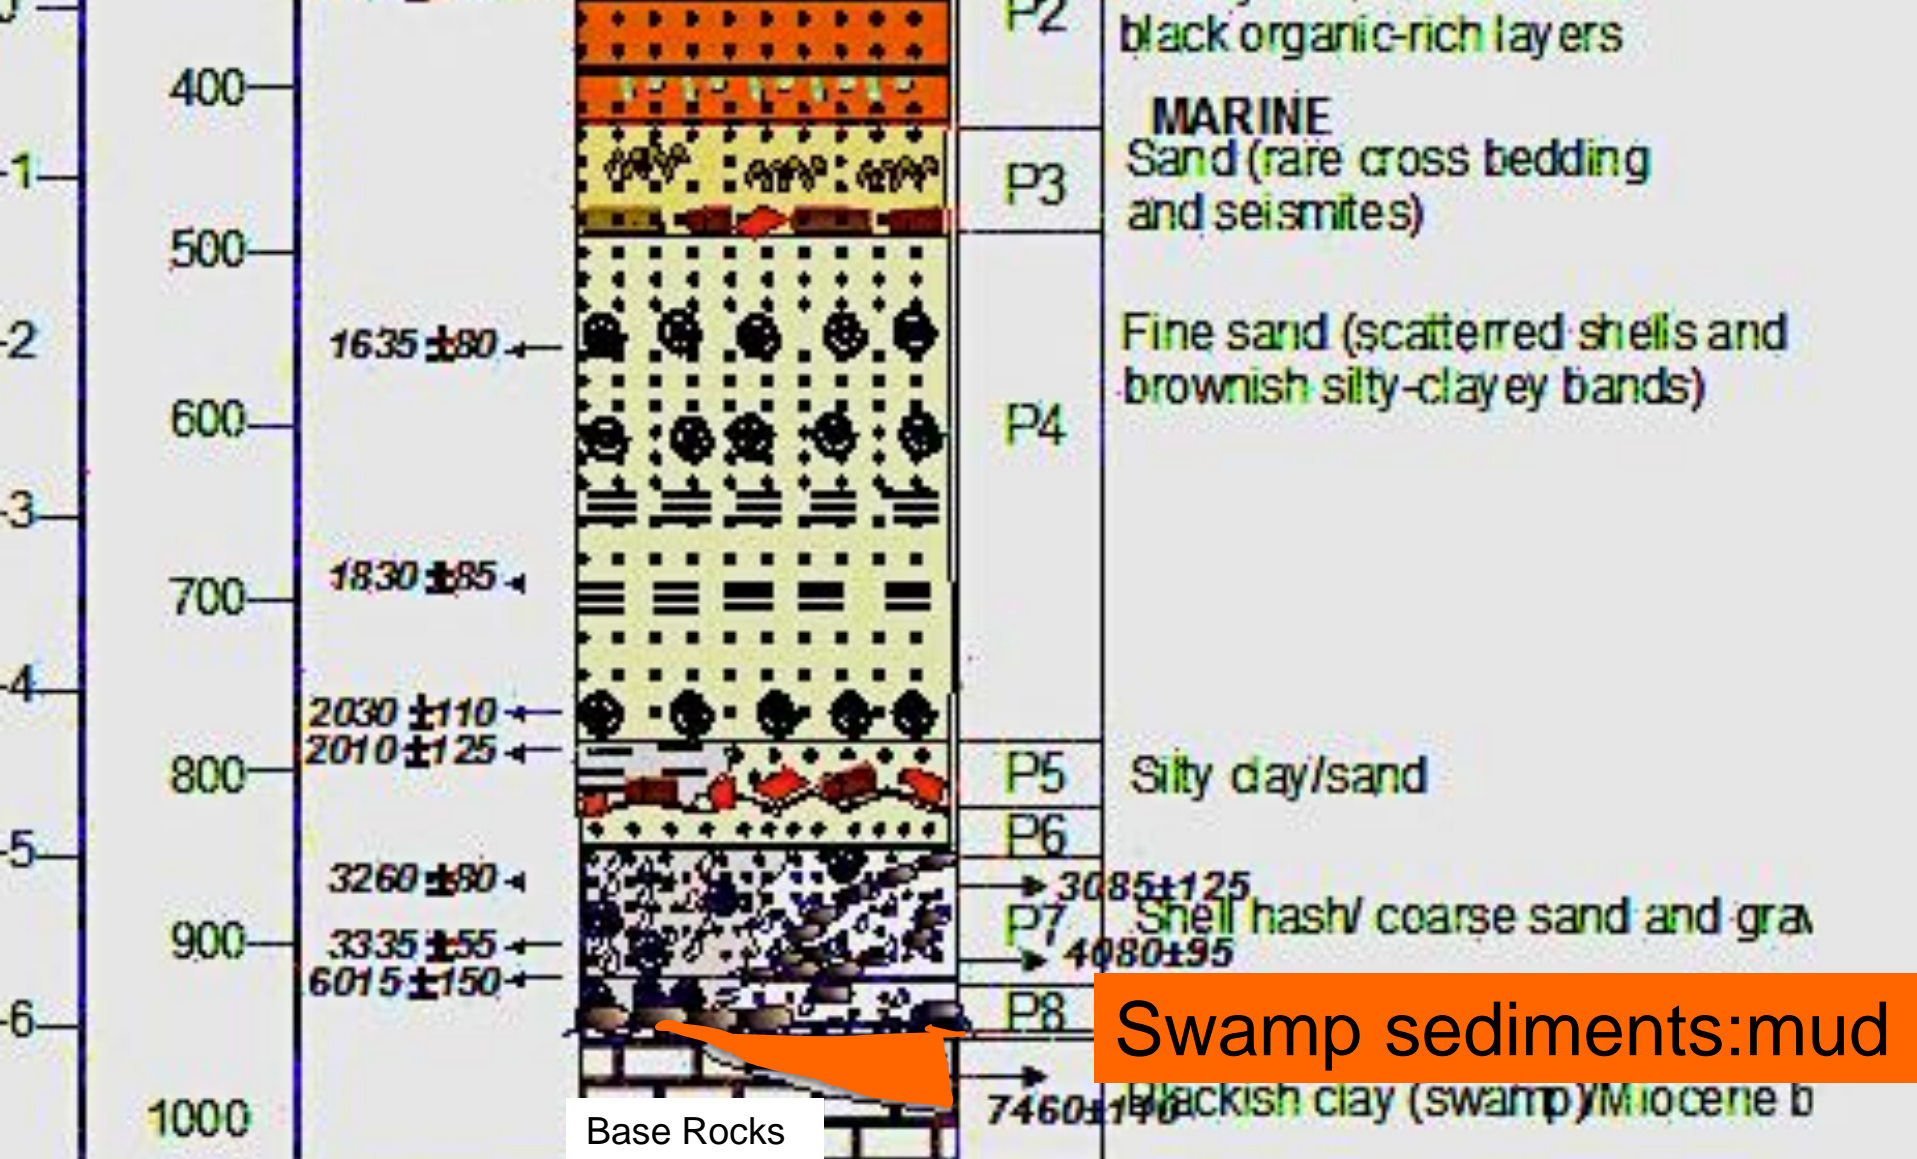 P2
black organic-rich layers
400
MARINE
Sand (rare cross bedding
-1
P3
and seismites)
500
Fine sand (scatterred shells and
-2
1635±80
brownish silty-clayey bands)
600
P4
-3
1830±85
700
-4
2030±110
2010±125
800
P5
Silty clay/sand
P6
-5
3260±80
3085±125
900
3335±55
P7
Shell hash/ coarse sand and grav
4080±95
6015±150
-6
P8
Swamp sediments:mud
1000
7460±
Blackish clay (swamp)/Miocene b
Base Rocks